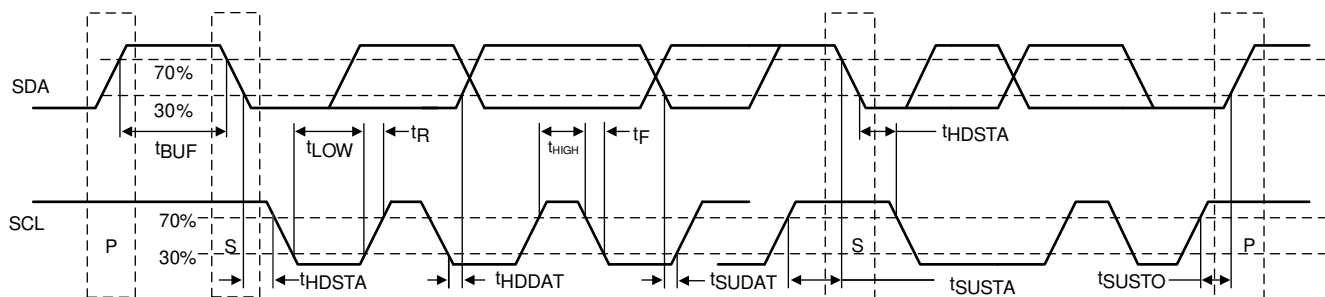 SDA
70%
30%
tBUF
tLOW
tR
tHIGH
tF
tHDSTA
SCL
70%
30%
P
S
S
P
tHDSTA
tHDDAT
tSUDAT
tSUSTA
tSUSTO